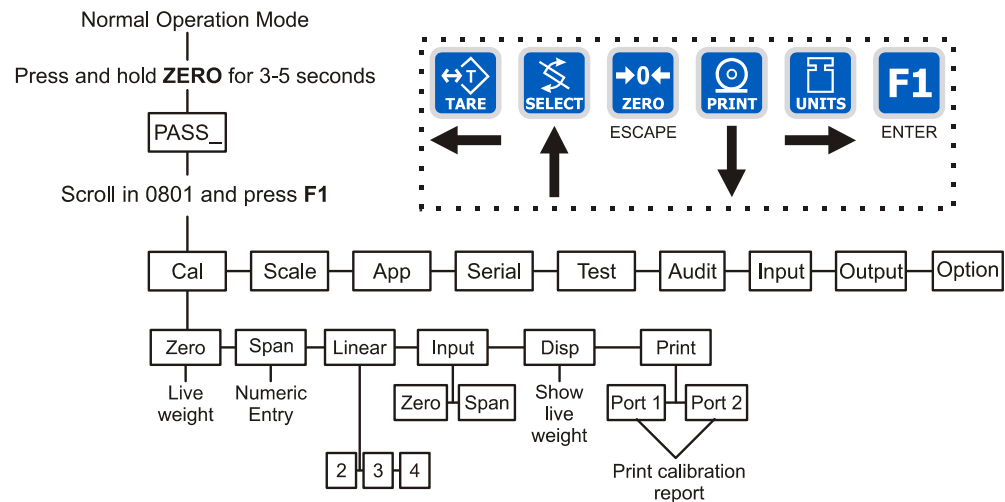 Normal Operation Mode
Press and hold ZERO for 3-5 seconds
PASS_
Scroll in 0801 and press F1
T
TARE
SELECT
0
ZERO
PRINT
UNITS
F1
ESCAPE
ENTER
Cal
Scale
App
Serial
Test
Audit
Input
Output
Option
Zero
Span
Linear
Input
Disp
Print
Live
weight
Numeric
Entry
2
3
4
Zero
Span
Show
live
weight
Port 1
Port 2
Print calibration
report